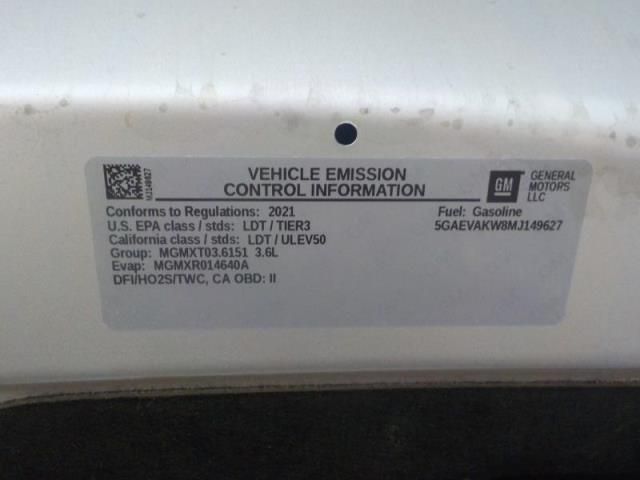 MJ149627
VEHICLE EMISSION
CONTROL INFORMATION
GM
GENERAL
MOTORS
LLC
Conforms to Regulations: 2021
Fuel: Gasoline
U.S. EPA class / stds: LDT / TIER3
5GAEVAKW8MJ149627
California class / stds: LDT / ULEV50
Group: MGMXT03.6151 3.6L
Evap: MGMXR014640A
DFI/HO2S/TWC, CA OBD: II